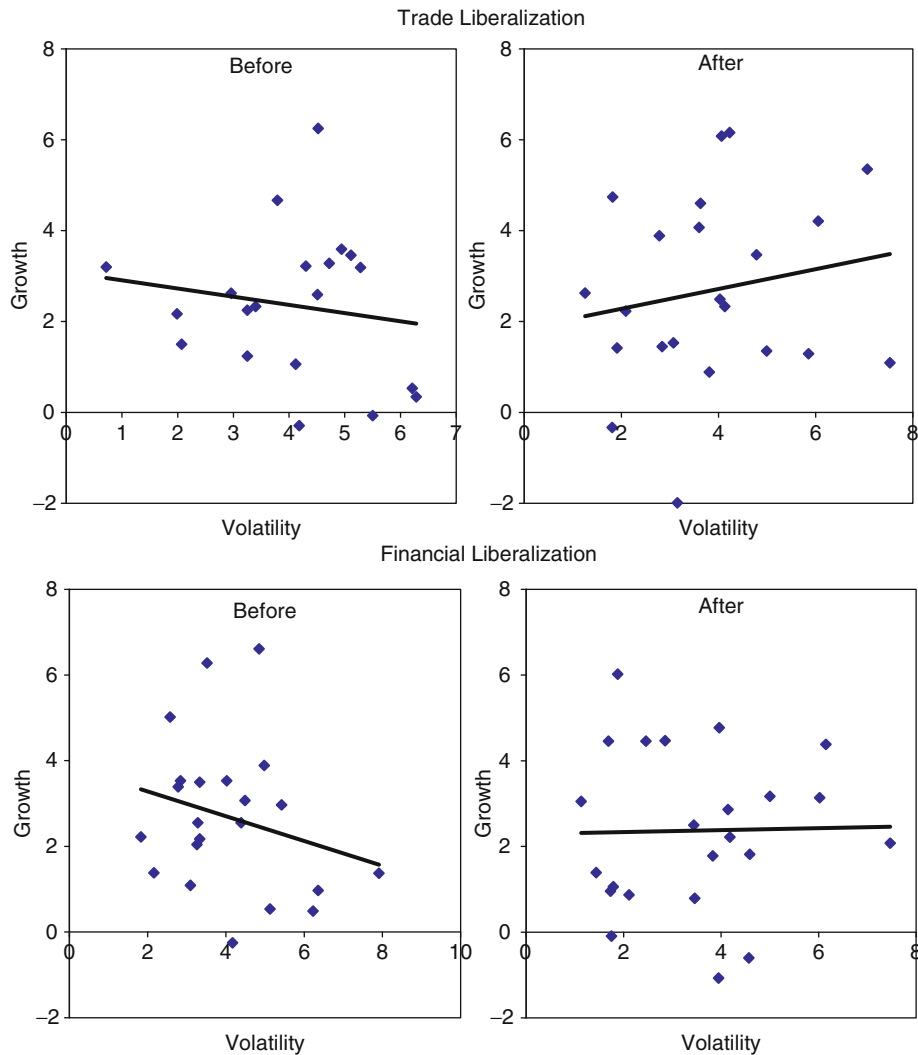 Trade Liberalization
Before
8
6
4
2
0
−2
Growth
0 1 2 3 4 5 6 7
Volatility
After
8
6
4
2
0
−2
Growth
0 2 4 6 8
Volatility
Financial Liberalization
Before
8
6
4
2
0
−2
Growth
0 2 4 6 8 10
Volatility
After
8
6
4
2
0
−2
Growth
0 2 4 6 8
Volatility